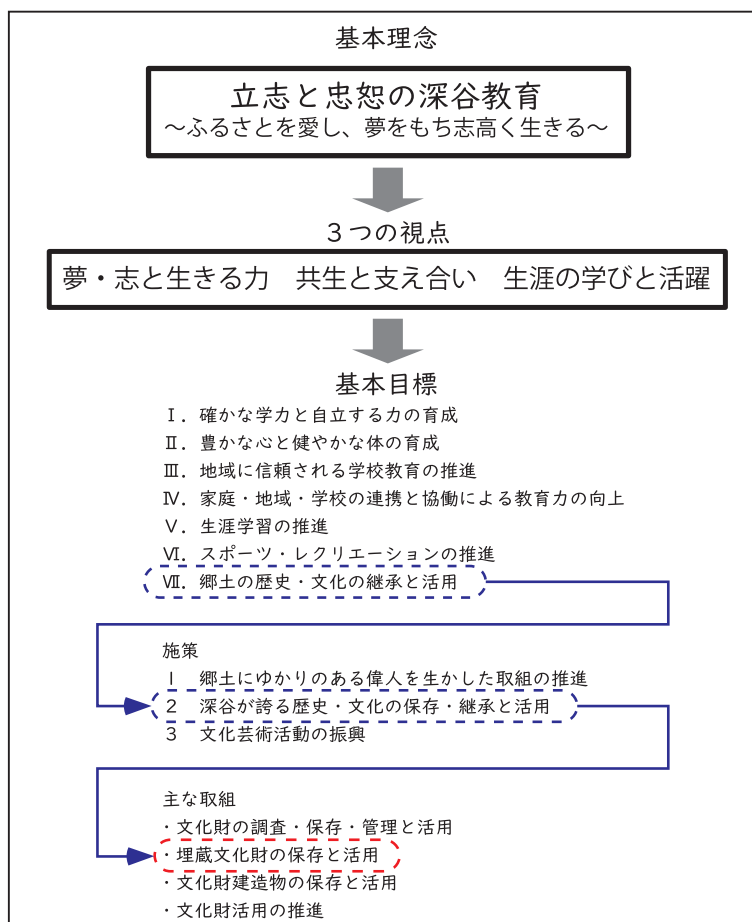 基本理念
立志と忠恕の深谷教育
～ふるさとを愛し、夢をもち志高く生きる～
３つの視点
夢・志と生きる力　共生と支え合い　生涯の学びと活躍
基本目標
Ⅰ．確かな学力と自立する力の育成
Ⅱ．豊かな心と健やかな体の育成
Ⅲ．地域に信頼される学校教育の推進
Ⅳ．家庭・地域・学校の連携と協働による教育力の向上
Ⅴ．生涯学習の推進
Ⅵ．スポーツ・レクリエーションの推進
Ⅶ．郷土の歴史・文化の継承と活用
施策
１　郷土にゆかりのある偉人を生かした取組の推進
２　深谷が誇る歴史・文化の保存・継承と活用
３　文化芸術活動の振興
主な取組
・文化財の調査・保存・管理と活用
・埋蔵文化財の保存と活用
・文化財建造物の保存と活用
・文化財活用の推進